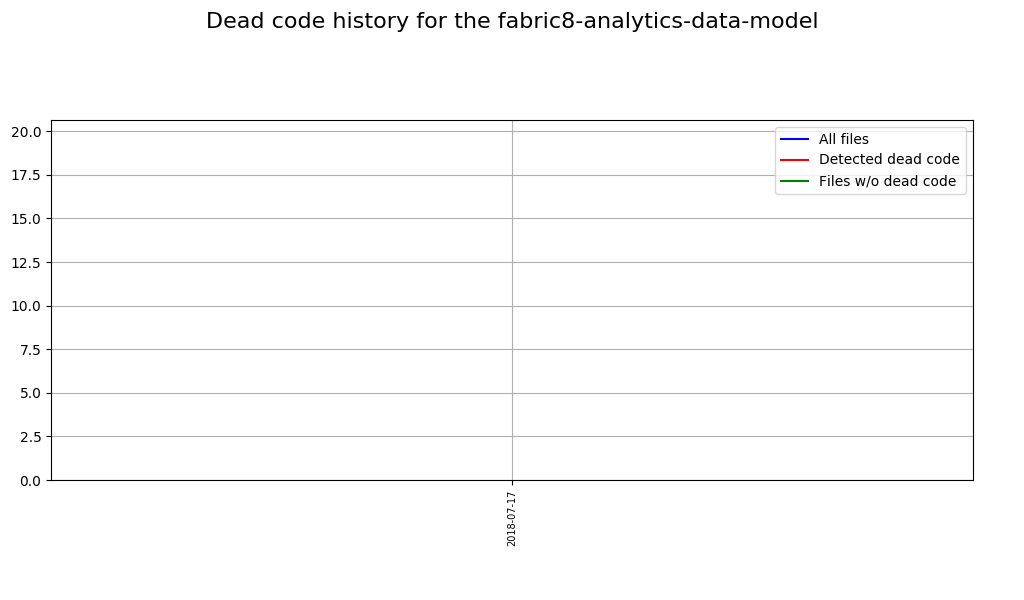 Dead code history for the fabric8-analytics-data-model
20.0
17.5
15.0
12.5
10.0
7.5
5.0
2.5
0.0
All files
Detected dead code
Files w/o dead code
2018-07-17